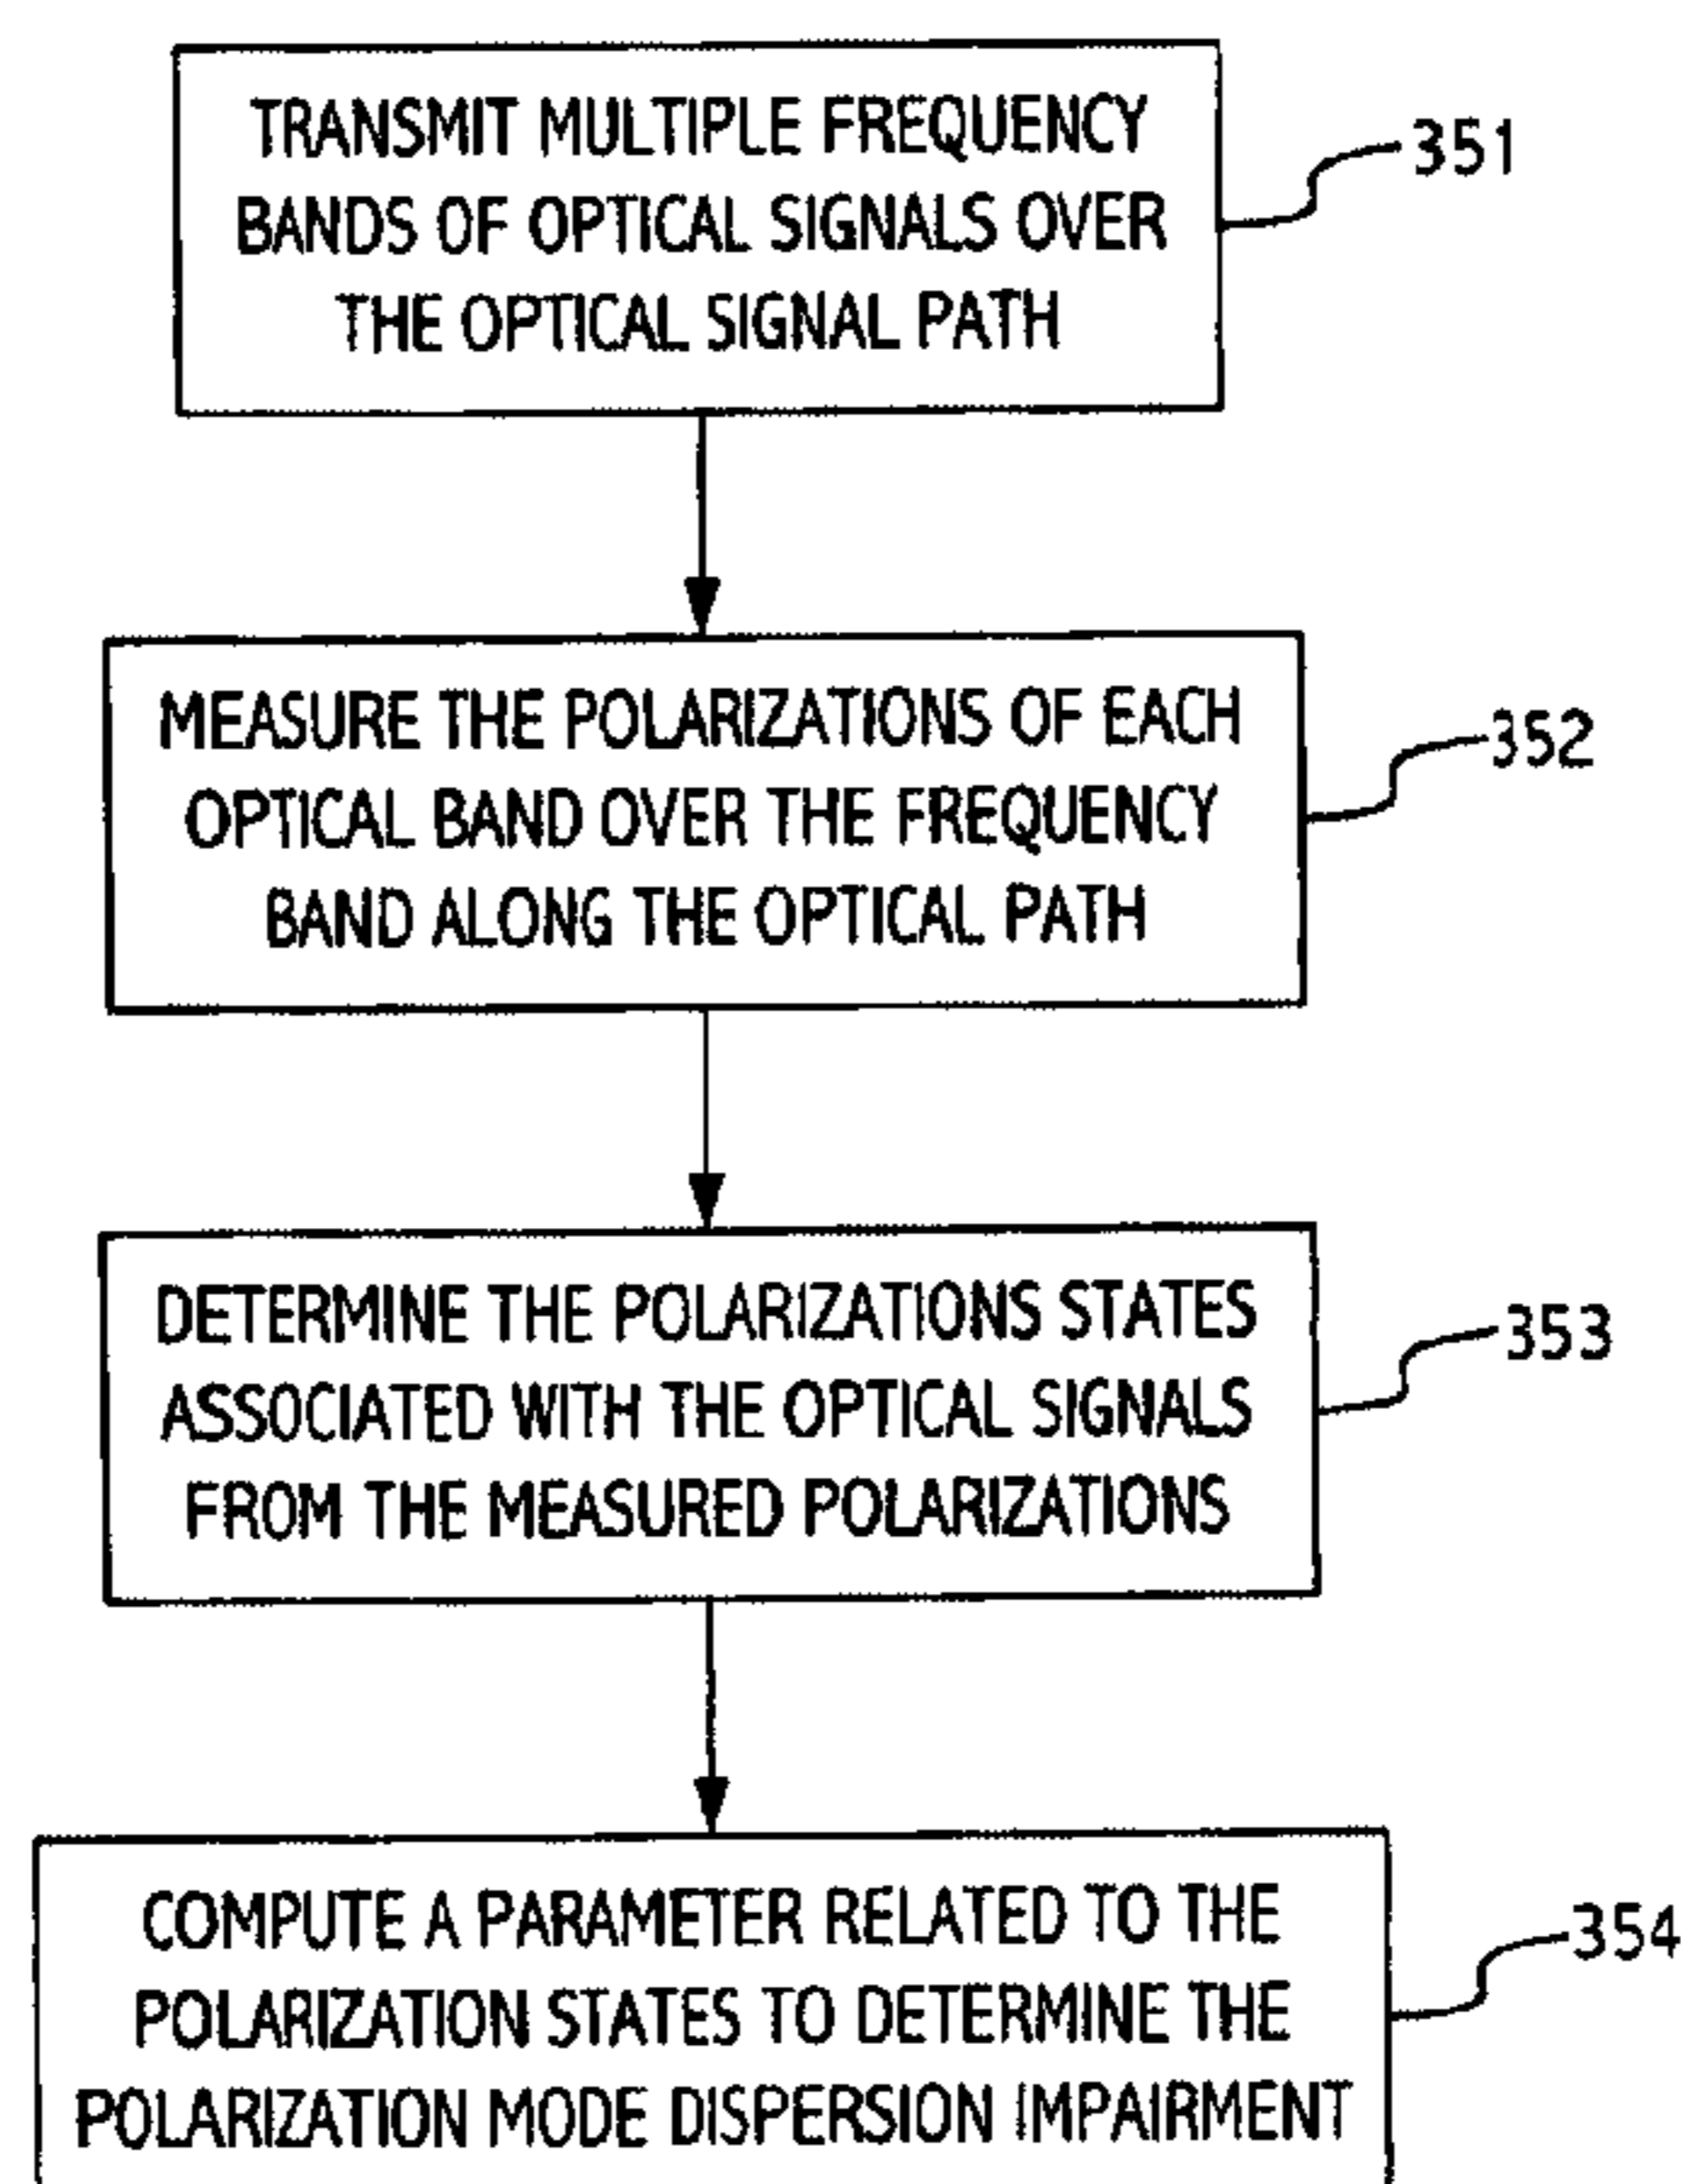 TRANSMIT MULTIPLE FREQUENCY
BANDS OF OPTICAL SIGNALS OVER
THE OPTICAL SIGNAL PATH
351
MEASURE THE POLARIZATIONS OF EACH
OPTICAL BAND OVER THE FREQUENCY
BAND ALONG THE OPTICAL PATH
352
DETERMINE THE POLARIZATIONS STATES
ASSOCIATED WITH THE OPTICAL SIGNALS
FROM THE MEASURED POLARIZATIONS
353
COMPUTE A PARAMETER RELATED TO THE
POLARIZATION STATES TO DETERMINE THE
POLARIZATION MODE DISPERSION IMPAIRMENT
354